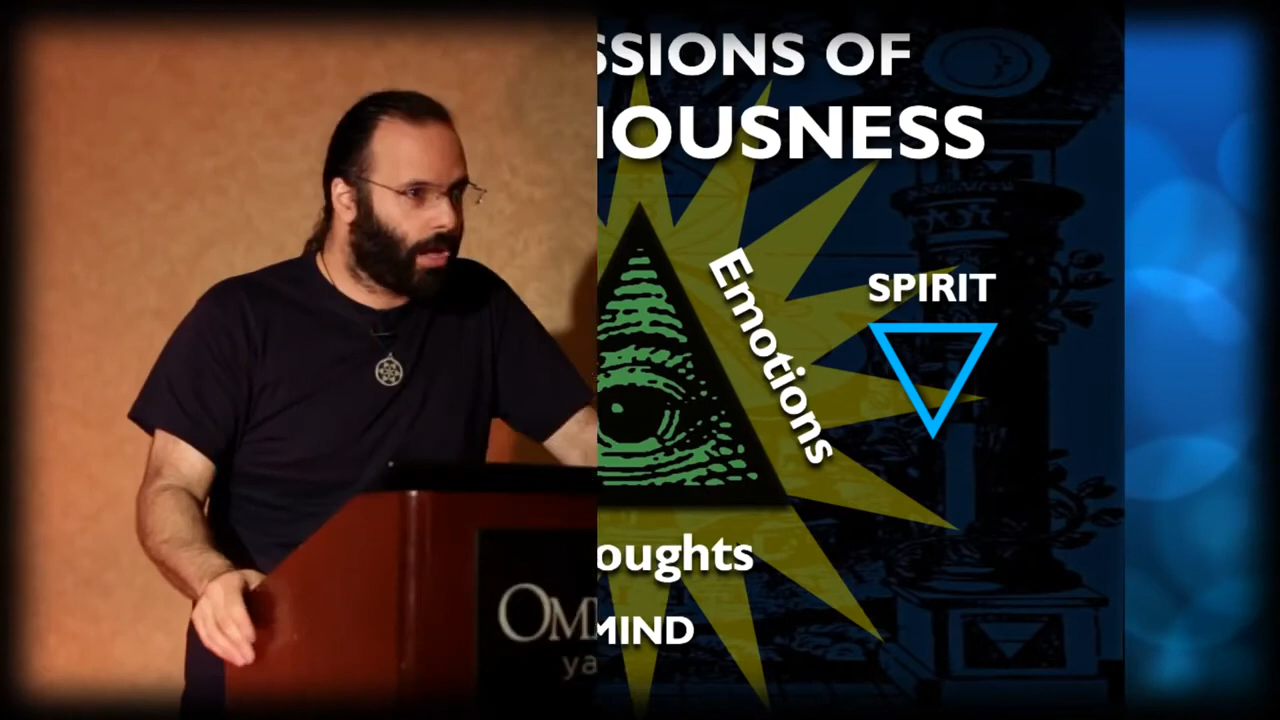 SSIONS OF
IOUSNESS
Emotions
SPIRIT
oughts
MIND
OM
ya